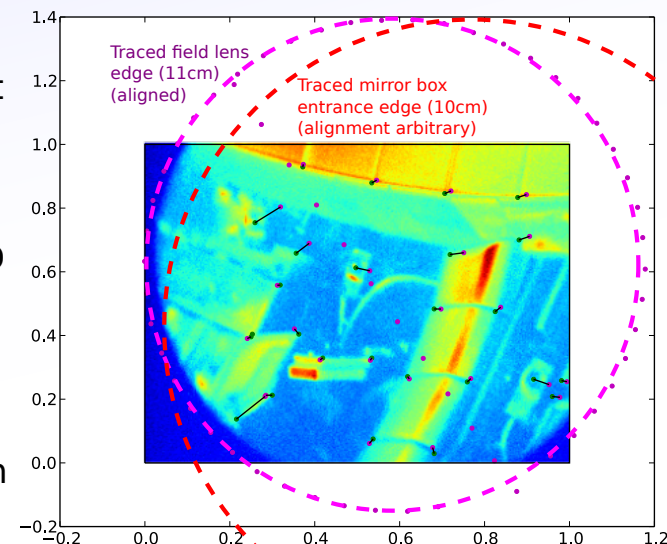 1.4
Traced field lens
edge (11cm)
(aligned)
Traced mirror box
entrance edge (10cm)
(alignment arbitrary)
1.2
1.0
0.8
0.6
0.4
0.2
0.0
−0.2
−0.2 0.0 0.2 0.4 0.6 0.8 1.0 1.2